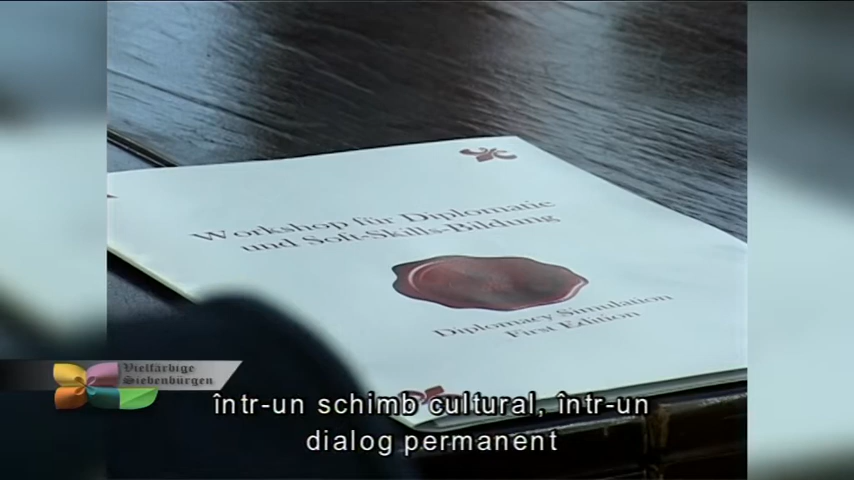 Workshop für Diplomatie
und Soft-Skills-Bildung
Diplomacy Simulation
First Edition
Vielfärbige
Siebenbürgen
într-un schimb cultural, într-un
dialog permanent